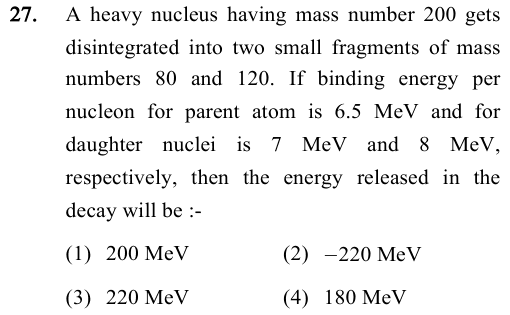 27. A heavy nucleus having mass number 200 gets
disintegrated into two small fragments of mass
numbers 80 and 120. If binding energy per
nucleon for parent atom is 6.5 MeV and for
daughter nuclei is 7 MeV and 8 MeV,
respectively, then the energy released in the
decay will be :-
(1) 200 MeV (2) −220 MeV
(3) 220 MeV (4) 180 MeV